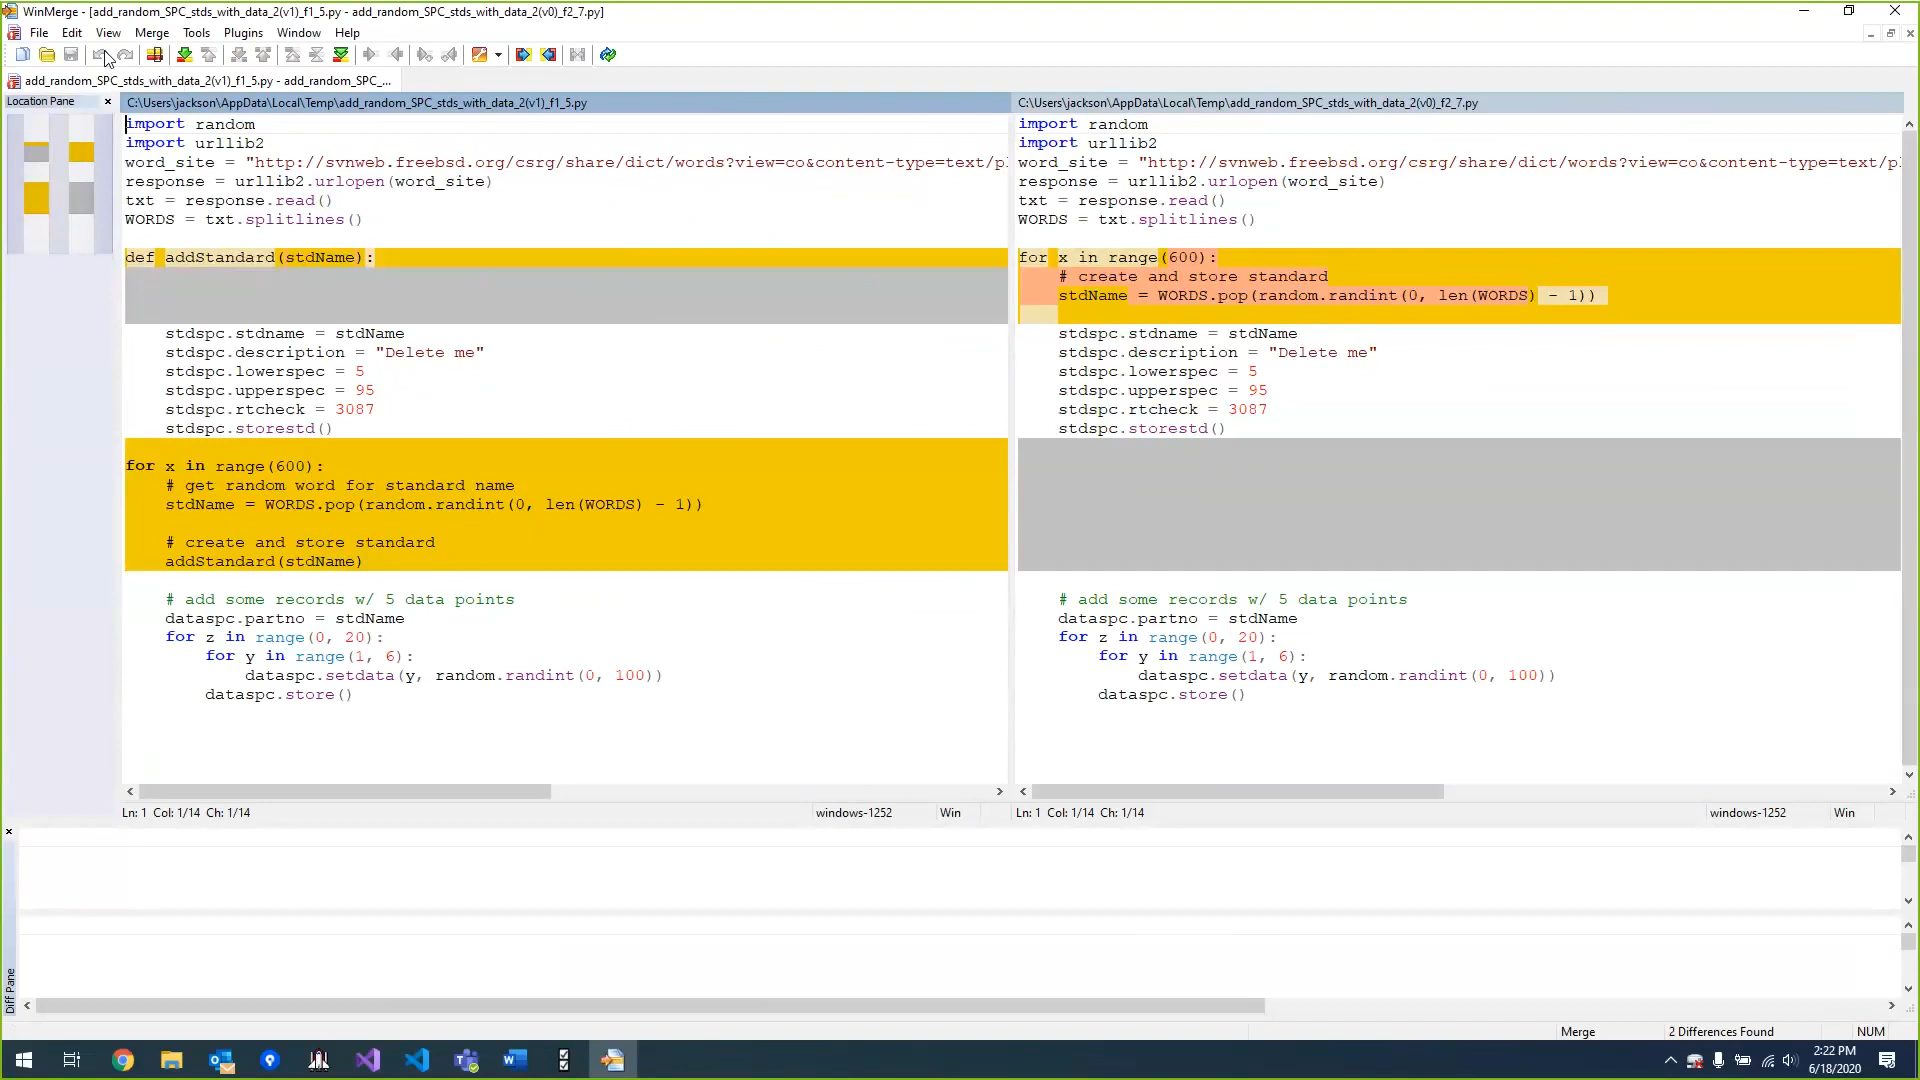 WinMerge - [add_random_SPC_stds_with_data_2(v1)_f1_5.py - add_random_SPC_stds_with_data_2(v0)_f2_7.py]
File Edit View Merge Tools Plugins Window Help
add_random_SPC_stds_with_data_2(v1)_f1_5.py - add_random_SPC_...
Location Pane
C:\Users\jackson\AppData\Local\Temp\add_random_SPC_stds_with_data_2(v1)_f1_5.py
import random
import urllib2
word_site = "http://svnweb.freebsd.org/csrg/share/dict/words?view=co&content-type=text/pl
response = urllib2.urlopen(word_site)
txt = response.read()
WORDS = txt.splitlines()
def addStandard(stdName):
stdspc.stdname = stdName
stdspc.description = "Delete me"
stdspc.lowerspec = 5
stdspc.upperspec = 95
stdspc.rtcheck = 3087
stdspc.storestd()
for x in range(600):
# get random word for standard name
stdName = WORDS.pop(random.randint(0, len(WORDS) - 1))
# create and store standard
addStandard(stdName)
# add some records w/ 5 data points
dataspc.partno = stdName
for z in range(0, 20):
for y in range(1, 6):
dataspc.setdata(y, random.randint(0, 100))
dataspc.store()
Ln: 1 Col: 1/14 Ch: 1/14
windows-1252
Win
C:\Users\jackson\AppData\Local\Temp\add_random_SPC_stds_with_data_2(v0)_f2_7.py
import random
import urllib2
word_site = "http://svnweb.freebsd.org/csrg/share/dict/words?view=co&content-type=text/pl
response = urllib2.urlopen(word_site)
txt = response.read()
WORDS = txt.splitlines()
for x in range(600):
# create and store standard
stdName = WORDS.pop(random.randint(0, len(WORDS) - 1))
stdspc.stdname = stdName
stdspc.description = "Delete me"
stdspc.lowerspec = 5
stdspc.upperspec = 95
stdspc.rtcheck = 3087
stdspc.storestd()
# add some records w/ 5 data points
dataspc.partno = stdName
for z in range(0, 20):
for y in range(1, 6):
dataspc.setdata(y, random.randint(0, 100))
dataspc.store()
Ln: 1 Col: 1/14 Ch: 1/14
windows-1252
Win
Diff Pane
Merge
2 Differences Found
NUM
2:22 PM
6/18/2020